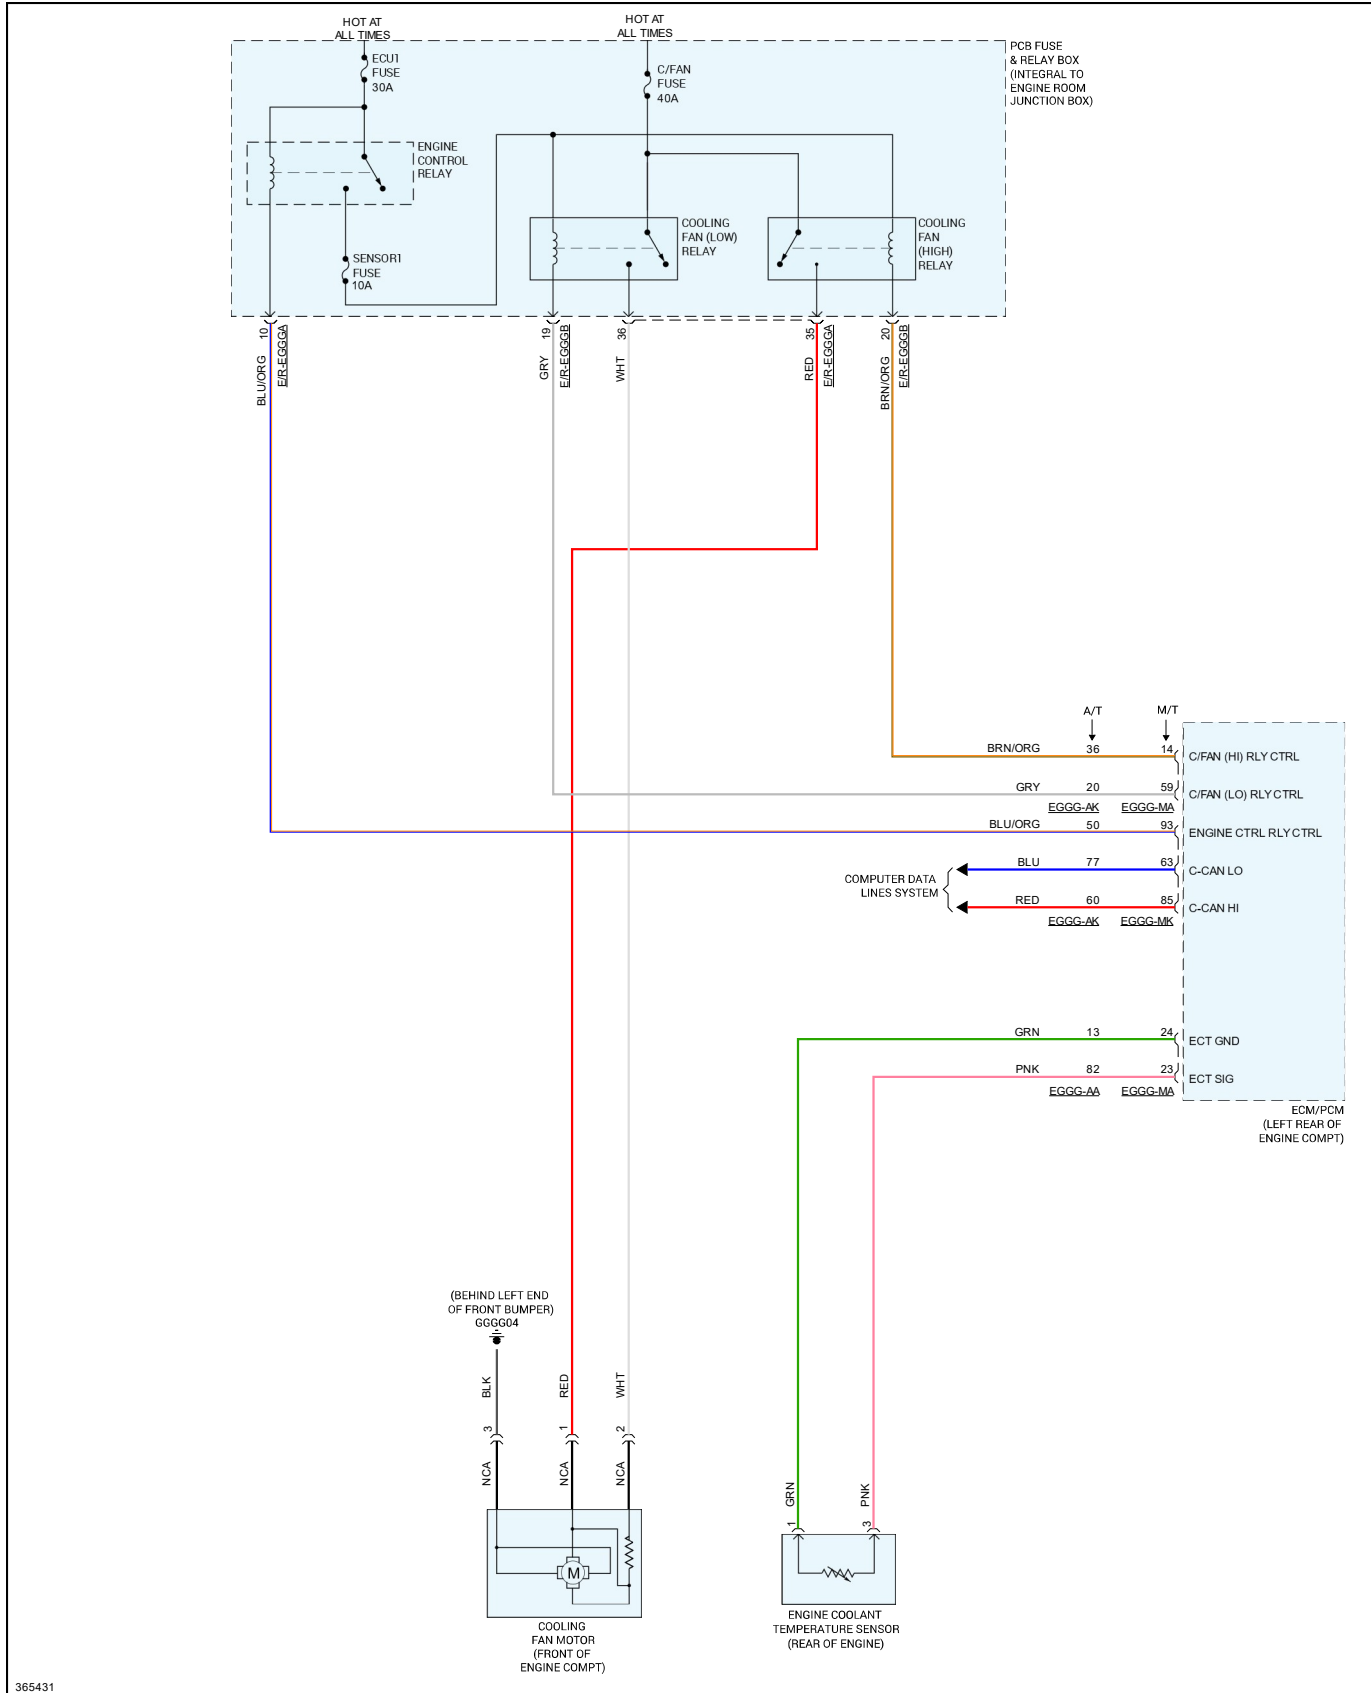 HOT AT
ALL TIMES
HOT AT
ALL TIMES
ECU1
FUSE
30A
C/FAN
FUSE
40A
PCB FUSE
& RELAY BOX
(INTEGRAL TO
ENGINE ROOM
JUNCTION BOX)
ENGINE
CONTROL
RELAY
COOLING
FAN (LOW)
RELAY
COOLING
FAN
(HIGH)
RELAY
SENSOR1
FUSE
10A
10
E/R-EGGGA
BLU/ORG
19
E/R-EGGGB
GRY
36
WHT
35
E/R-EGGGA
RED
20
E/R-EGGGB
BRN/ORG
A/T
M/T
BRN/ORG 36 14 C/FAN (HI) RLY CTRL
GRY 20 59 C/FAN (LO) RLY CTRL
EGGG-AK EGGG-MA
BLU/ORG 50 93 ENGINE CTRL RLY CTRL
BLU 77 63 C-CAN LO
COMPUTER DATA
LINES SYSTEM
RED 60 85 C-CAN HI
EGGG-AK EGGG-MK
GRN 13 24 ECT GND
PNK 82 23 ECT SIG
EGGG-AA EGGG-MA
ECM/PCM
(LEFT REAR OF
ENGINE COMPT)
(BEHIND LEFT END
OF FRONT BUMPER)
GGGG04
BLK
RED
WHT
3
1
2
NCA
NCA
NCA
M
COOLING
FAN MOTOR
(FRONT OF
ENGINE COMPT)
GRN
PNK
1
3
ENGINE COOLANT
TEMPERATURE SENSOR
(REAR OF ENGINE)
365431